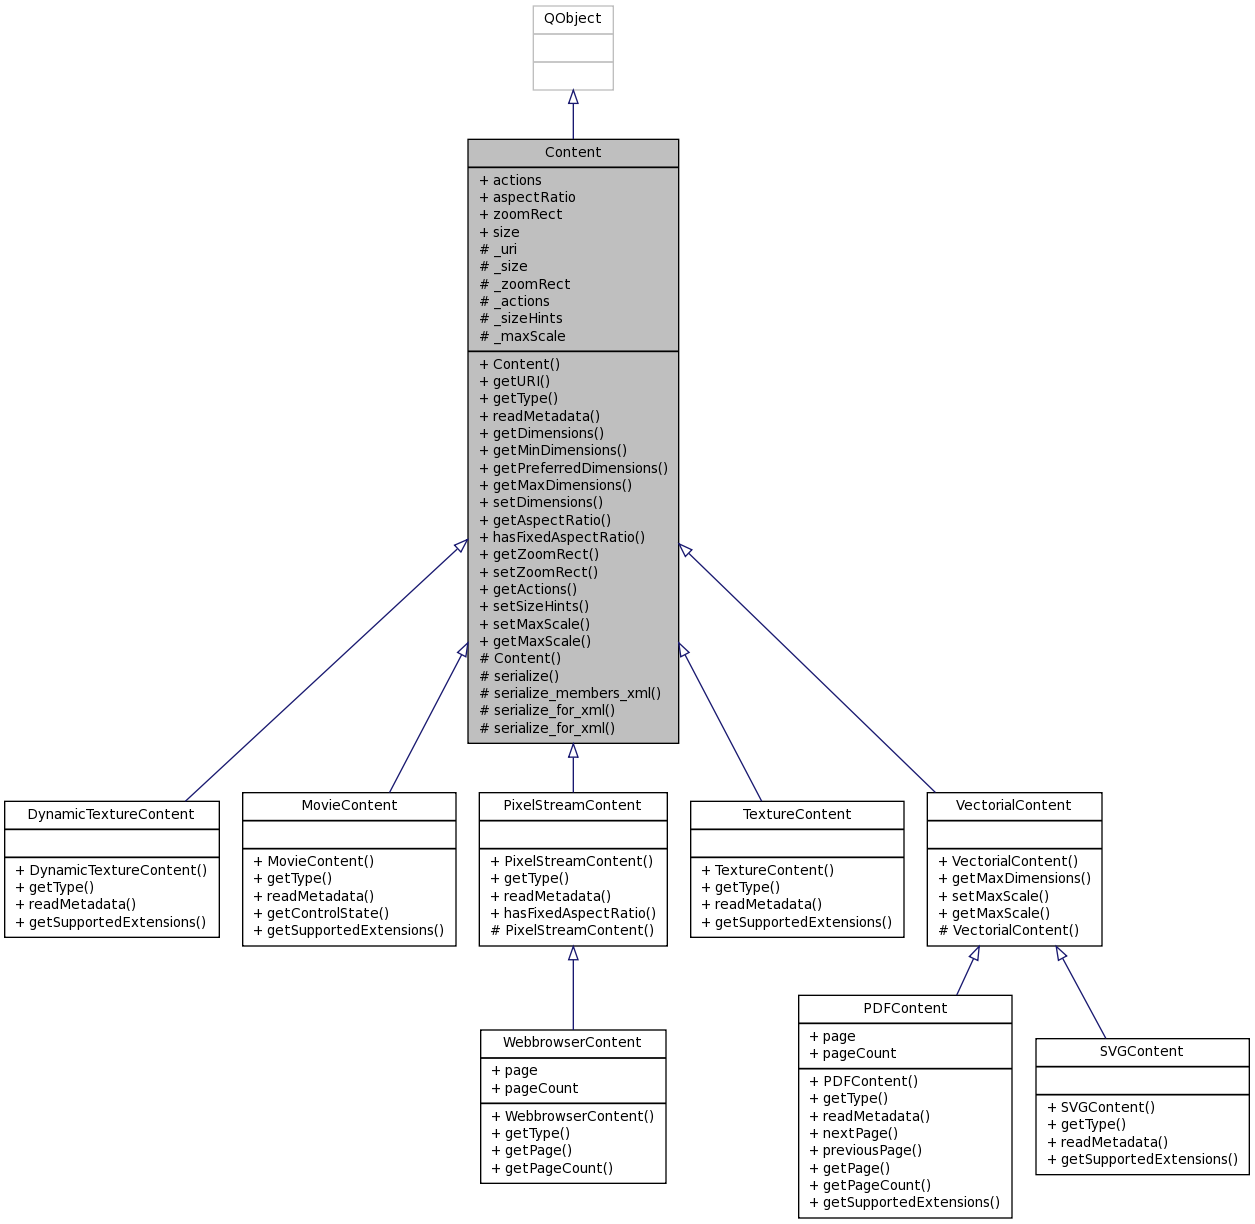 QObject
Content
+ actions
+ aspectRatio
+ zoomRect
+ size
# _uri
# _size
# _zoomRect
# _actions
# _sizeHints
# _maxScale
+ Content()
+ getURI()
+ getType()
+ readMetadata()
+ getDimensions()
+ getMinDimensions()
+ getPreferredDimensions()
+ getMaxDimensions()
+ setDimensions()
+ getAspectRatio()
+ hasFixedAspectRatio()
+ getZoomRect()
+ setZoomRect()
+ getActions()
+ setSizeHints()
+ setMaxScale()
+ getMaxScale()
# Content()
# serialize()
# serialize_members_xml()
# serialize_for_xml()
# serialize_for_xml()
DynamicTextureContent
+ DynamicTextureContent()
+ getType()
+ readMetadata()
+ getSupportedExtensions()
MovieContent
+ MovieContent()
+ getType()
+ readMetadata()
+ getControlState()
+ getSupportedExtensions()
PixelStreamContent
+ PixelStreamContent()
+ getType()
+ readMetadata()
+ hasFixedAspectRatio()
# PixelStreamContent()
TextureContent
+ TextureContent()
+ getType()
+ readMetadata()
+ getSupportedExtensions()
VectorialContent
+ VectorialContent()
+ getMaxDimensions()
+ setMaxScale()
+ getMaxScale()
# VectorialContent()
WebbrowserContent
+ page
+ pageCount
+ WebbrowserContent()
+ getType()
+ getPage()
+ getPageCount()
PDFContent
+ page
+ pageCount
+ PDFContent()
+ getType()
+ readMetadata()
+ nextPage()
+ previousPage()
+ getPage()
+ getPageCount()
+ getSupportedExtensions()
SVGContent
+ SVGContent()
+ getType()
+ readMetadata()
+ getSupportedExtensions()